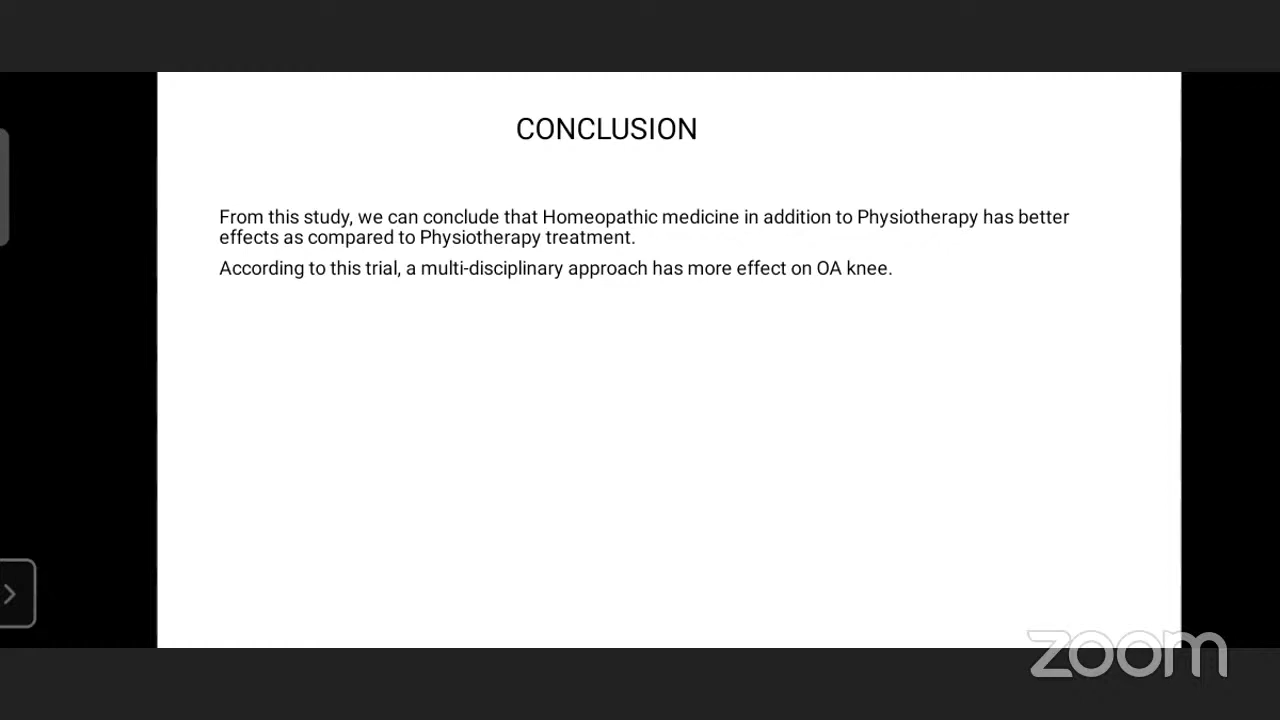 CONCLUSION
From this study, we can conclude that Homeopathic medicine in addition to Physiotherapy has better
effects as compared to Physiotherapy treatment.
According to this trial, a multi-disciplinary approach has more effect on OA knee.
zoom